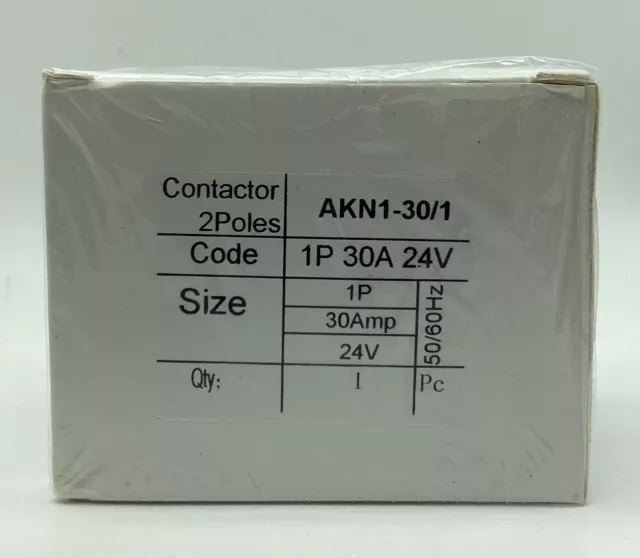 Contactor
2Poles
AKN1-30/1
Code
1P 30A 24V
Size
1P
30Amp
24V
50/60Hz
Qty:
1
Pc